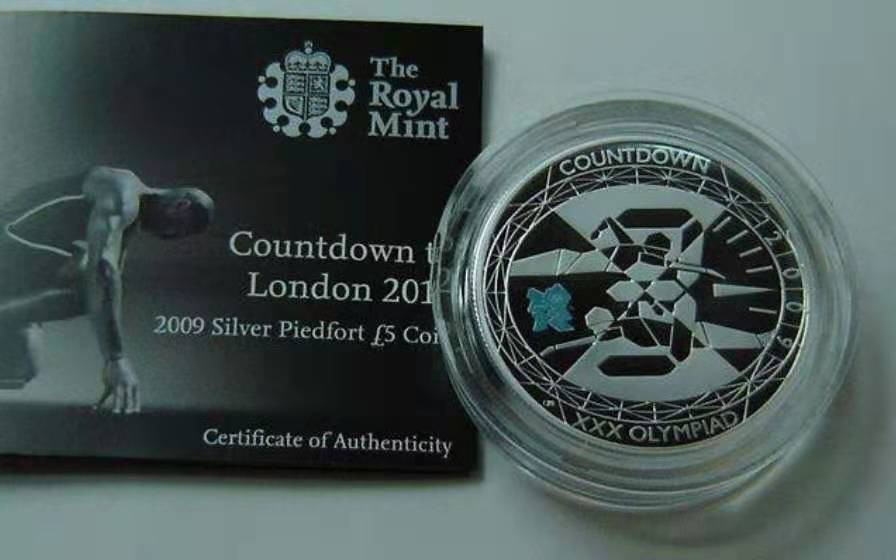 The
Royal
Mint
Countdown t
London 201
2009 Silver Piedfort £5 Coi
Certificate of Authenticity
COUNTDOWN
2009
XXX OLYMPIAD